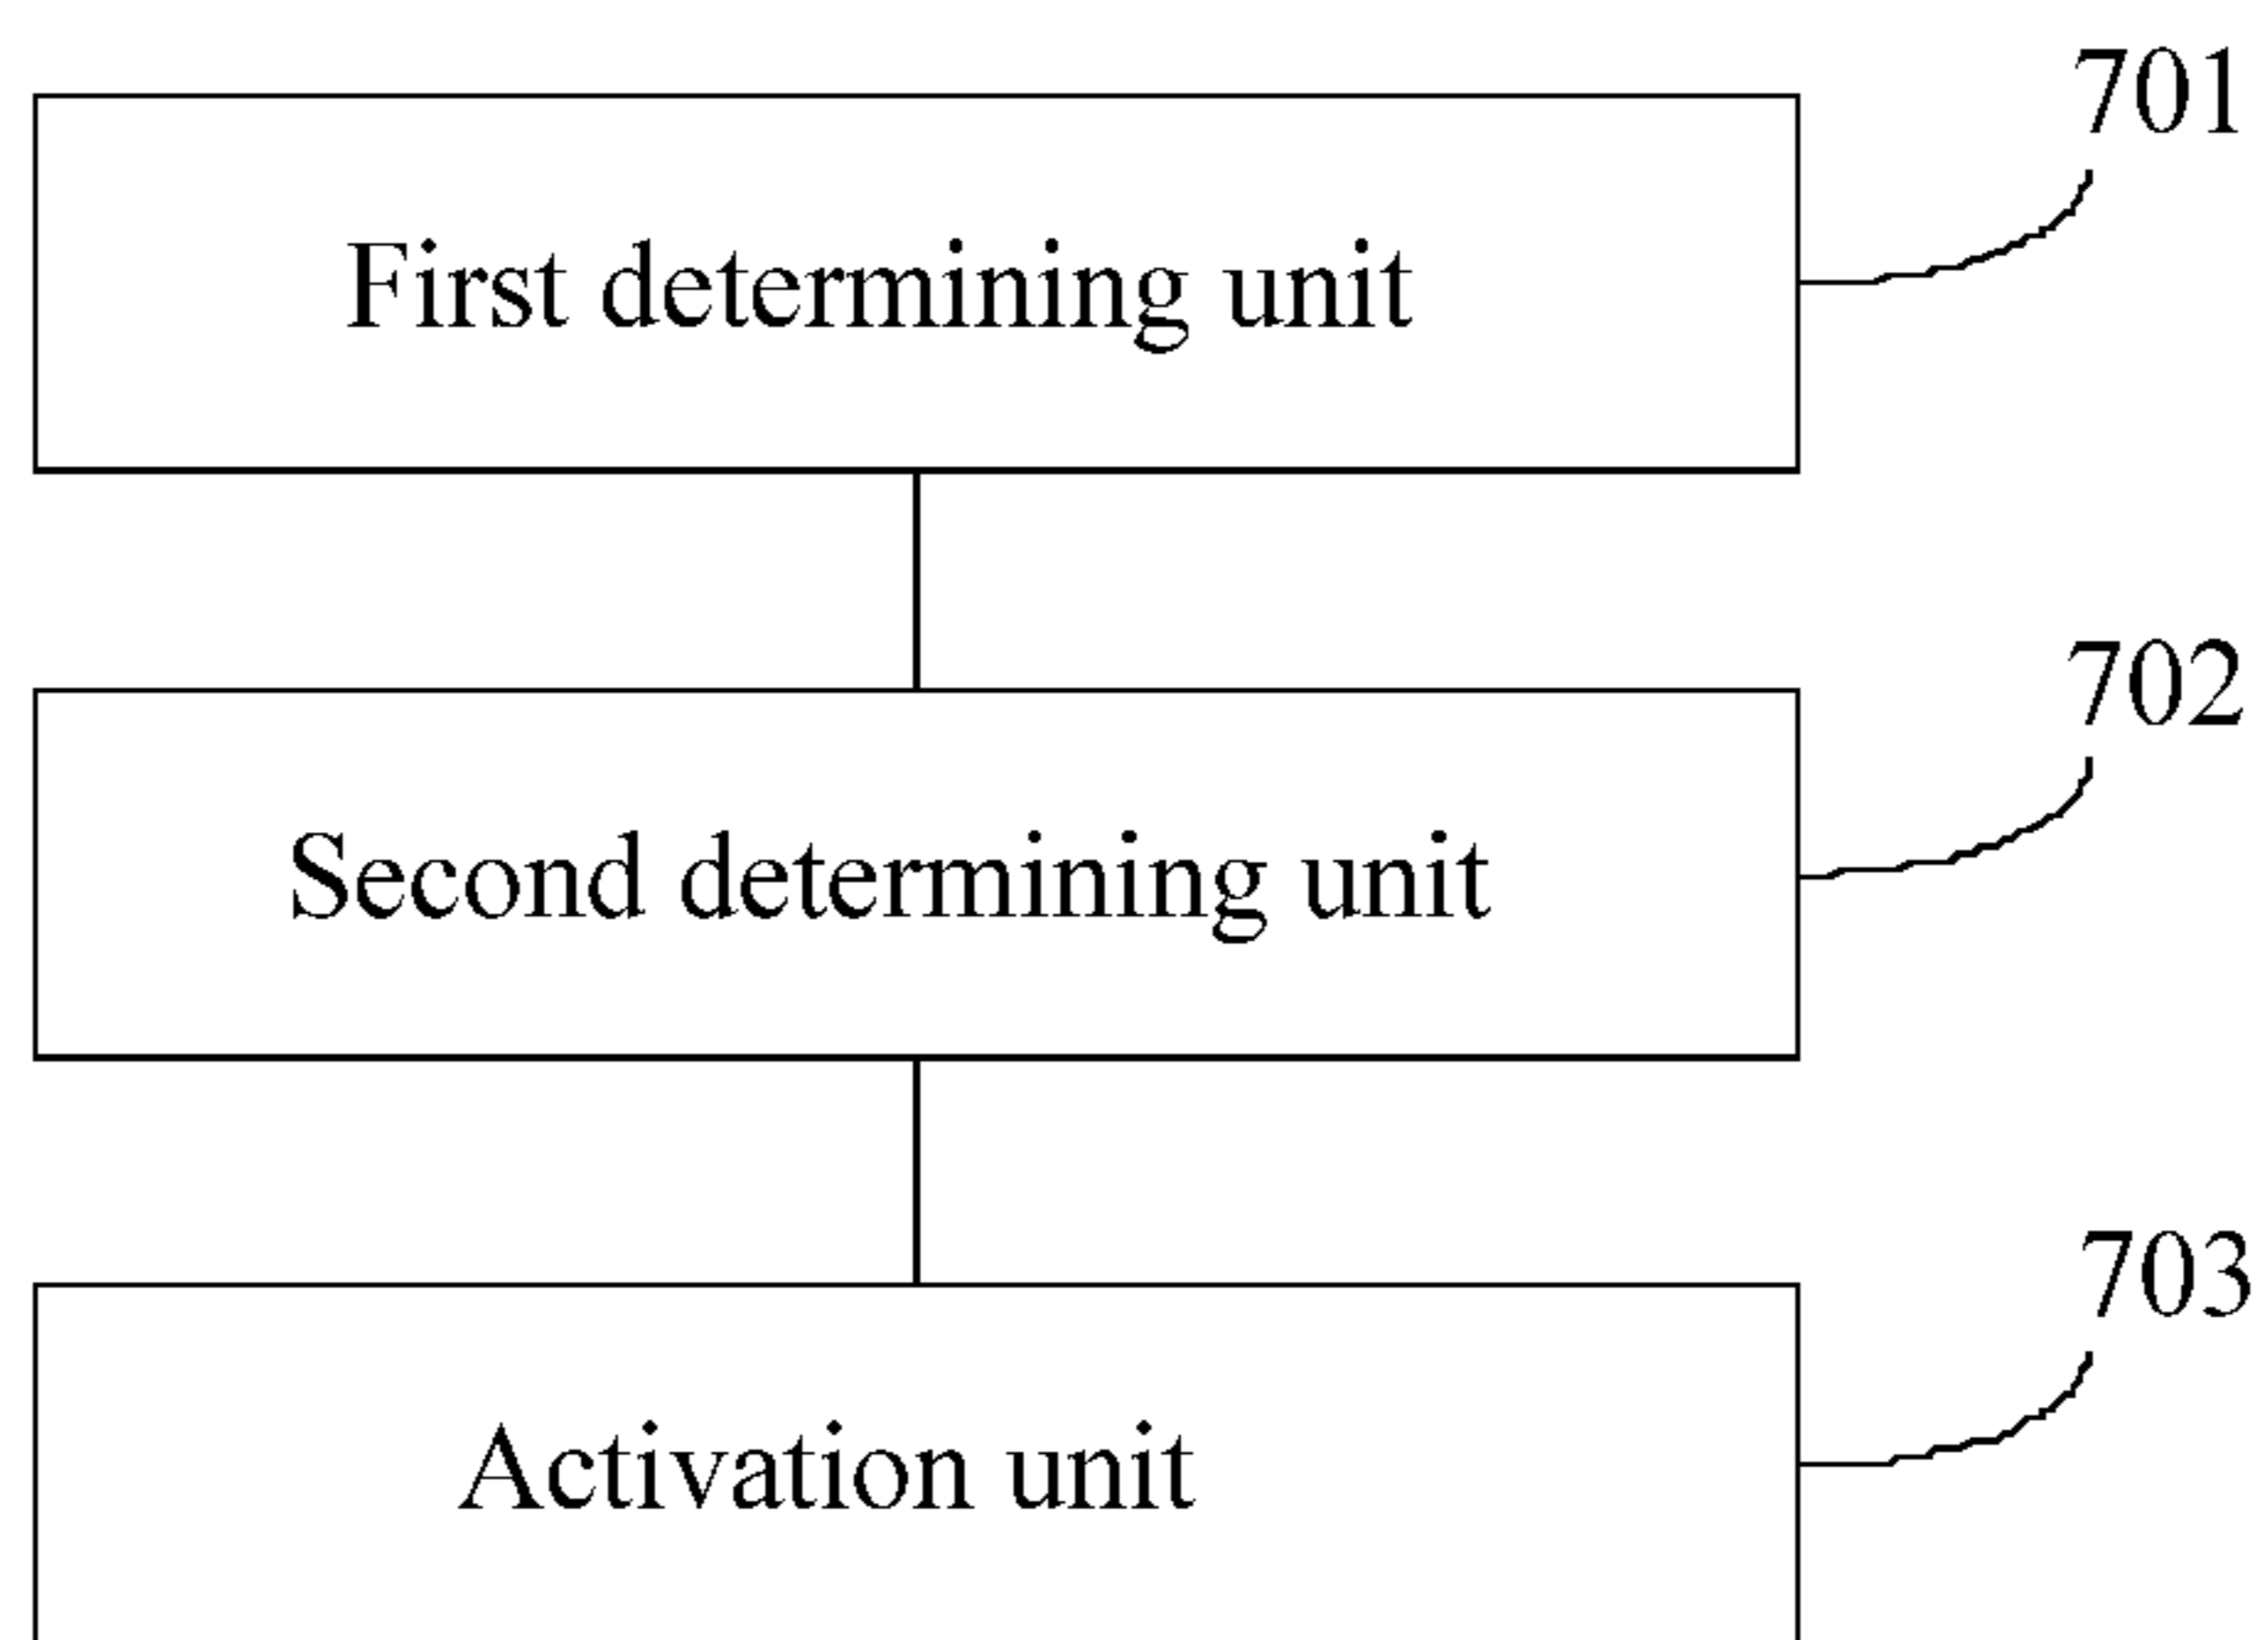 701
First determining unit
702
Second determining unit
703
Activation unit